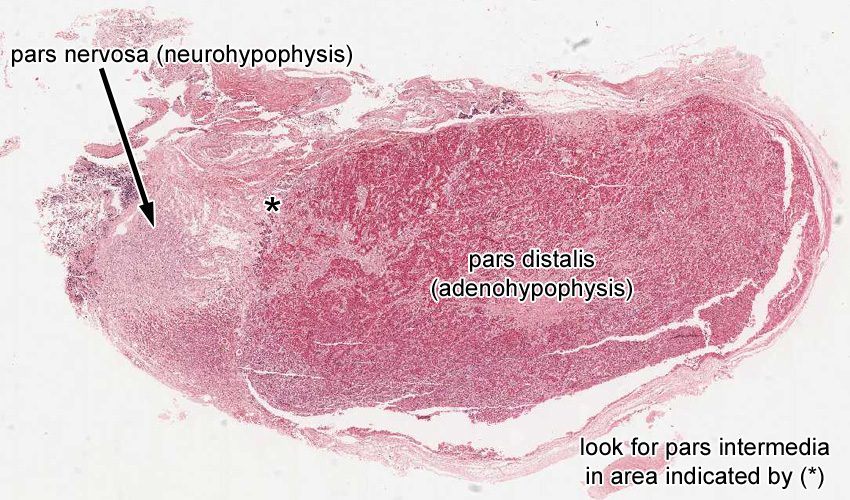 pars nervosa (neurohypophysis)
*
pars distalis
(adenohypophysis)
look for pars intermedia
in area indicated by (*)